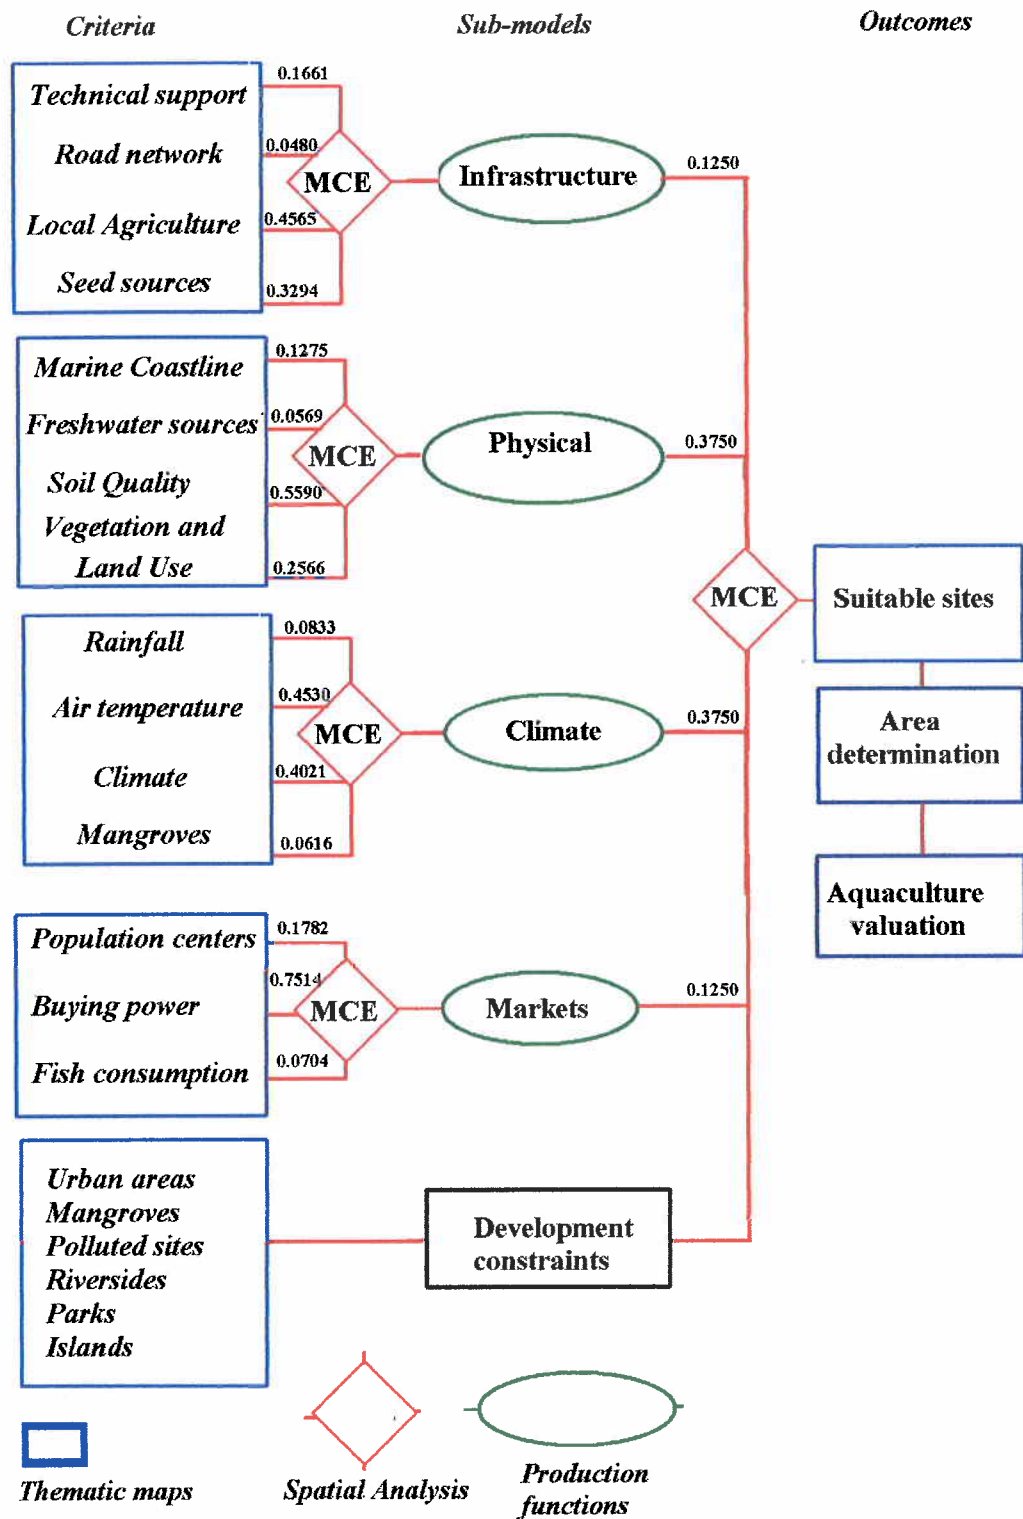 Criteria
Sub-models
Outcomes
Technical support
0.1661
Road network
0.0480
Local Agriculture
0.4565
Seed sources
0.3294
MCE
Infrastructure
0.1250
Marine Coastline
0.1275
Freshwater sources
0.0569
Soil Quality
0.5590
Vegetation and
Land Use
0.2566
MCE
Physical
0.3750
Rainfall
0.0833
Air temperature
0.4530
Climate
0.4021
Mangroves
0.0616
MCE
Climate
0.3750
Population centers
0.1782
Buying power
0.7514
Fish consumption
0.0704
MCE
Markets
0.1250
Urban areas
Mangroves
Polluted sites
Riversides
Parks
Islands
Development
constraints
MCE
Suitable sites
Area
determination
Aquaculture
valuation
Thematic maps
Spatial Analysis
Production
functions